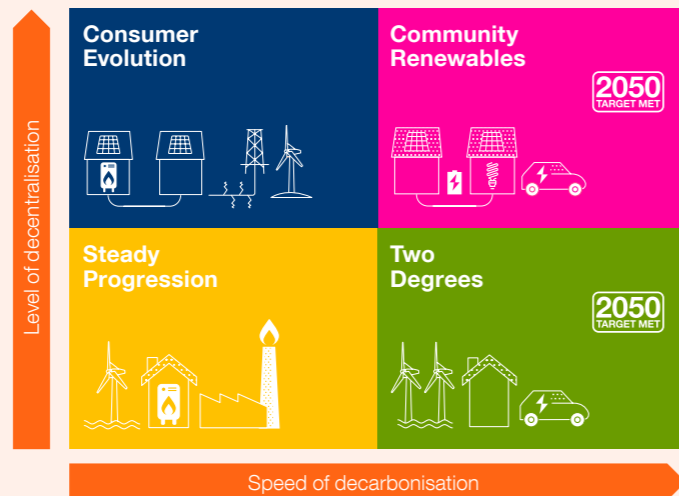 Consumer
Evolution
Community
Renewables
2050
TARGET MET
Level of decentralisation
Steady
Progression
Two
Degrees
2050
TARGET MET
Speed of decarbonisation